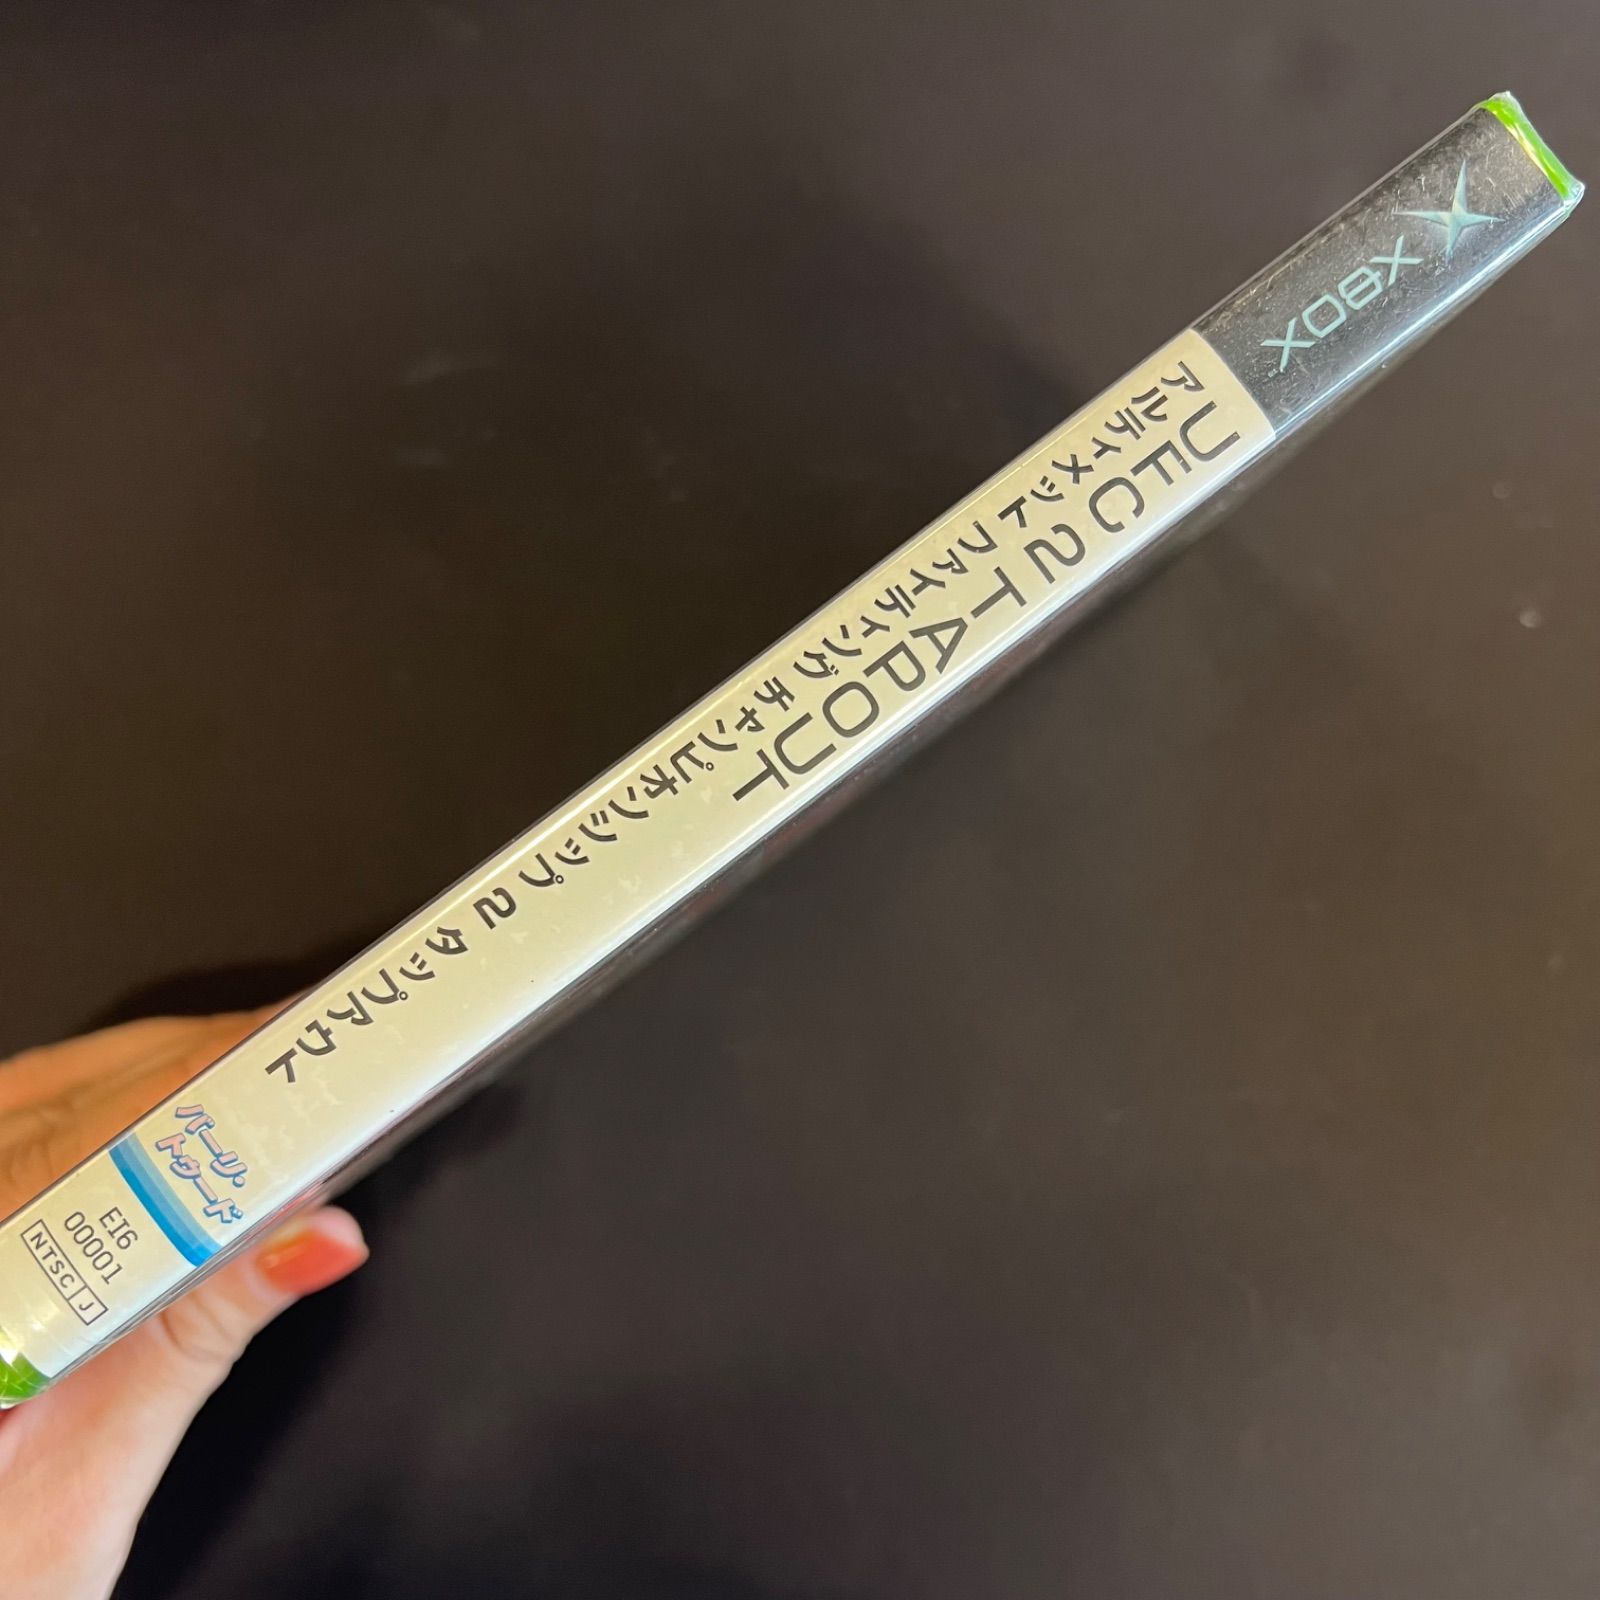 XBOX
UFC2 TAPOUT
アルティメット ファイティング チャンピオンシップ2 タップアウト
バーリ・
トゥード
EI6
00001
NTSC J